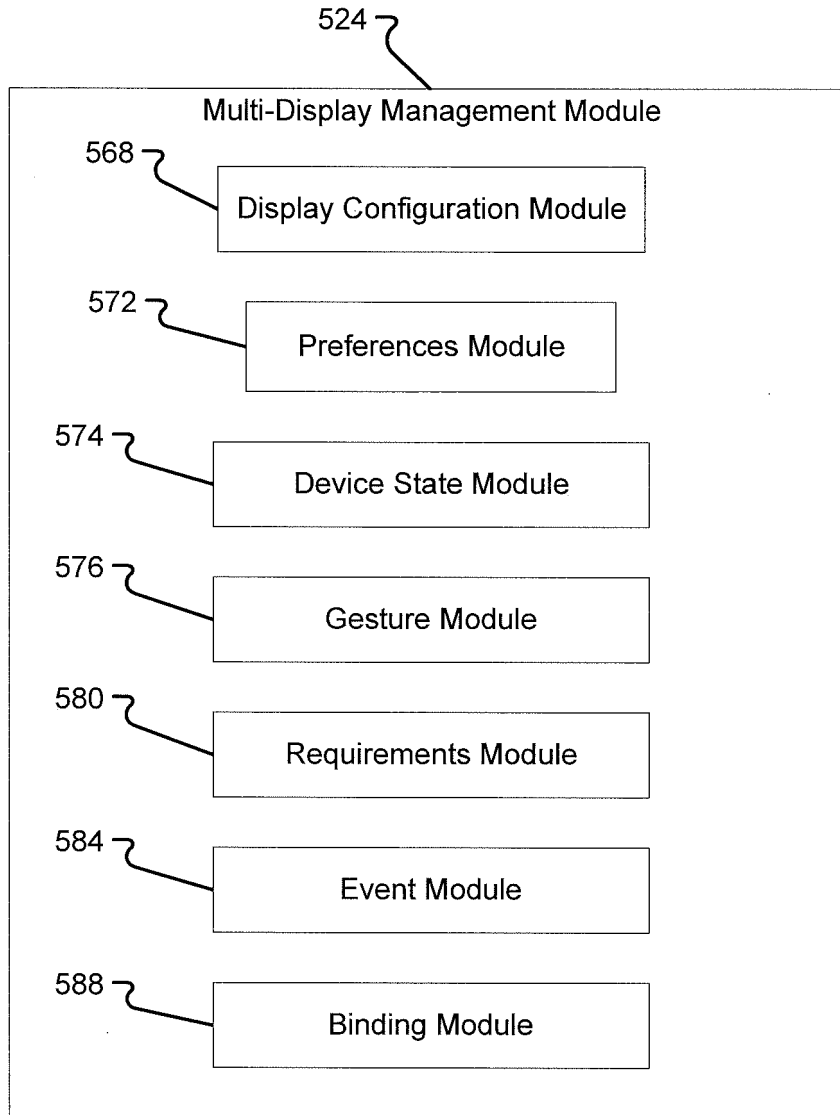 524
Multi-Display Management Module
568
Display Configuration Module
572
Preferences Module
574
Device State Module
576
Gesture Module
580
Requirements Module
584
Event Module
588
Binding Module